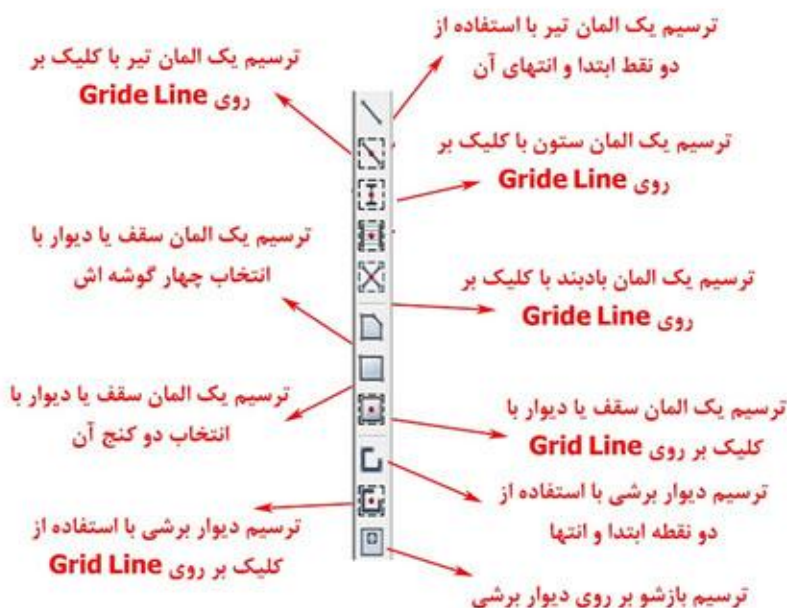 ترسیم یک المان تیر با استفاده از
دو نقط ابتدا و انتهای آن
ترسیم یک المان تیر با کلیک بر
روی Gride Line
ترسیم یک المان ستون با کلیک بر
روی Gride Line
ترسیم یک المان سقف یا دیوار با
انتخاب چهار گوشه اش
ترسیم یک المان بادبند با کلیک بر
روی Gride Line
ترسیم یک المان سقف یا دیوار با
انتخاب دو کنج آن
ترسیم یک المان سقف یا دیوار با
کلیک بر روی Grid Line
ترسیم دیوار برشی با استفاده از
دو نقطه ابتدا و انتها
ترسیم دیوار برشی با استفاده از
کلیک بر روی Grid Line
ترسیم بازشو بر روی دیوار برشی